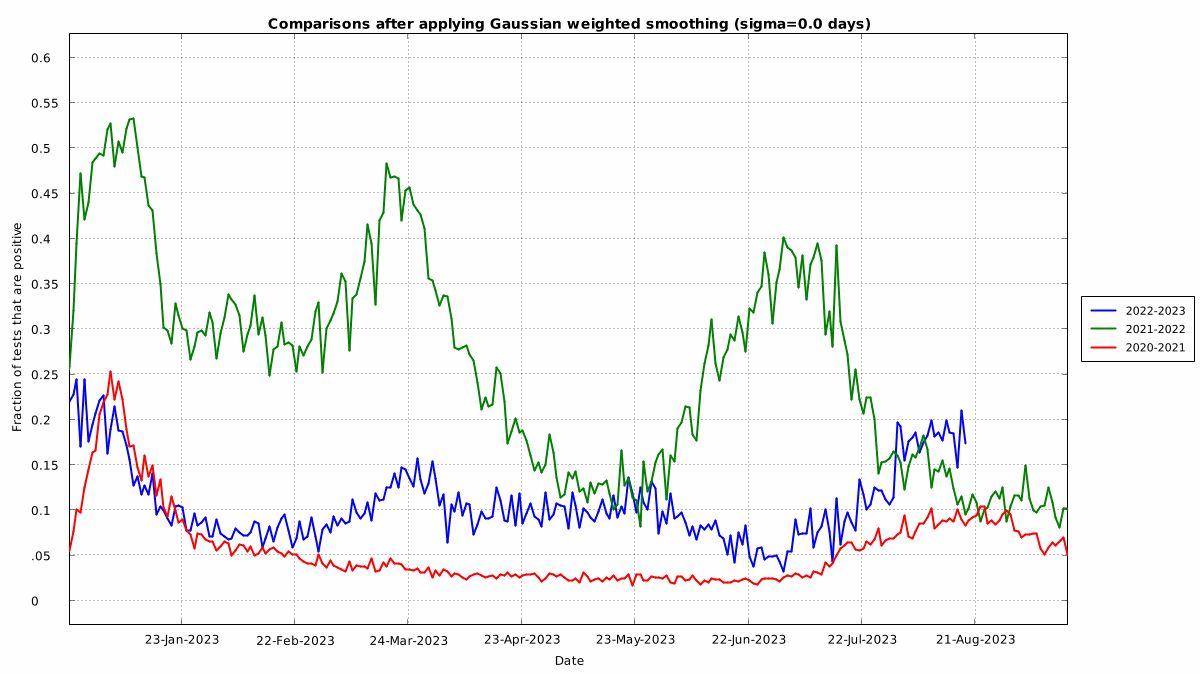 Comparisons after applying Gaussian weighted smoothing (sigma=0.0 days)
0.6
0.55
0.5
0.45
0.4
0.35
0.3
0.25
0.2
0.15
0.1
.05
0
Fraction of tests that are positive
23-Jan-2023
22-Feb-2023
24-Mar-2023
23-Apr-2023
23-May-2023
22-Jun-2023
22-Jul-2023
21-Aug-2023
Date
2022-2023
2021-2022
2020-2021